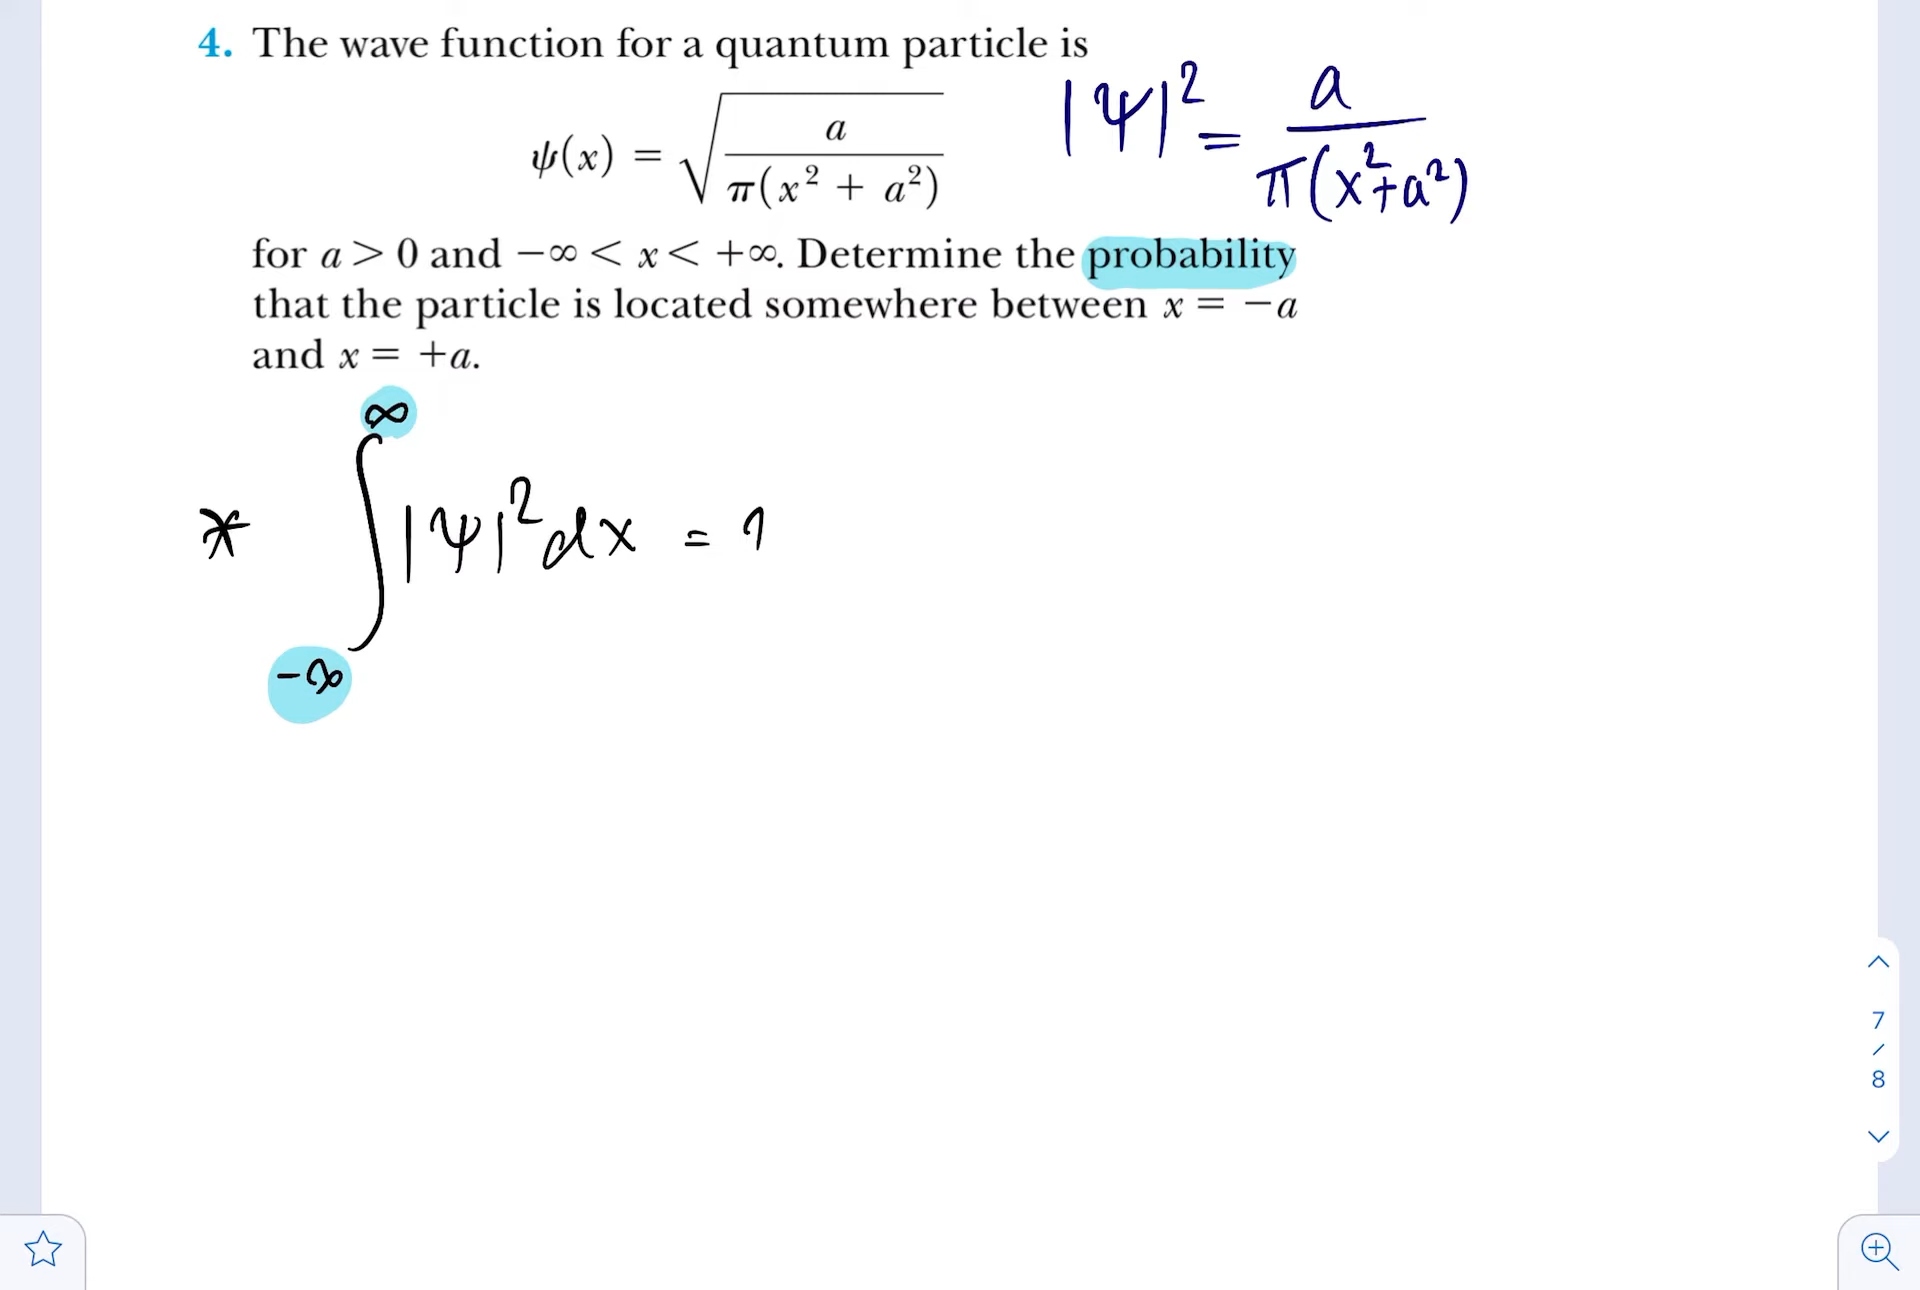 4. The wave function for a quantum particle is
ψ(x) = √(a / π(x² + a²))
|Ψ|² = a / π(x²+a²)
for a > 0 and −∞ < x < +∞. Determine the probability
that the particle is located somewhere between x = −a
and x = +a.
* ∫_{-∞}^{∞} |Ψ|² dx = 1
7
/
8